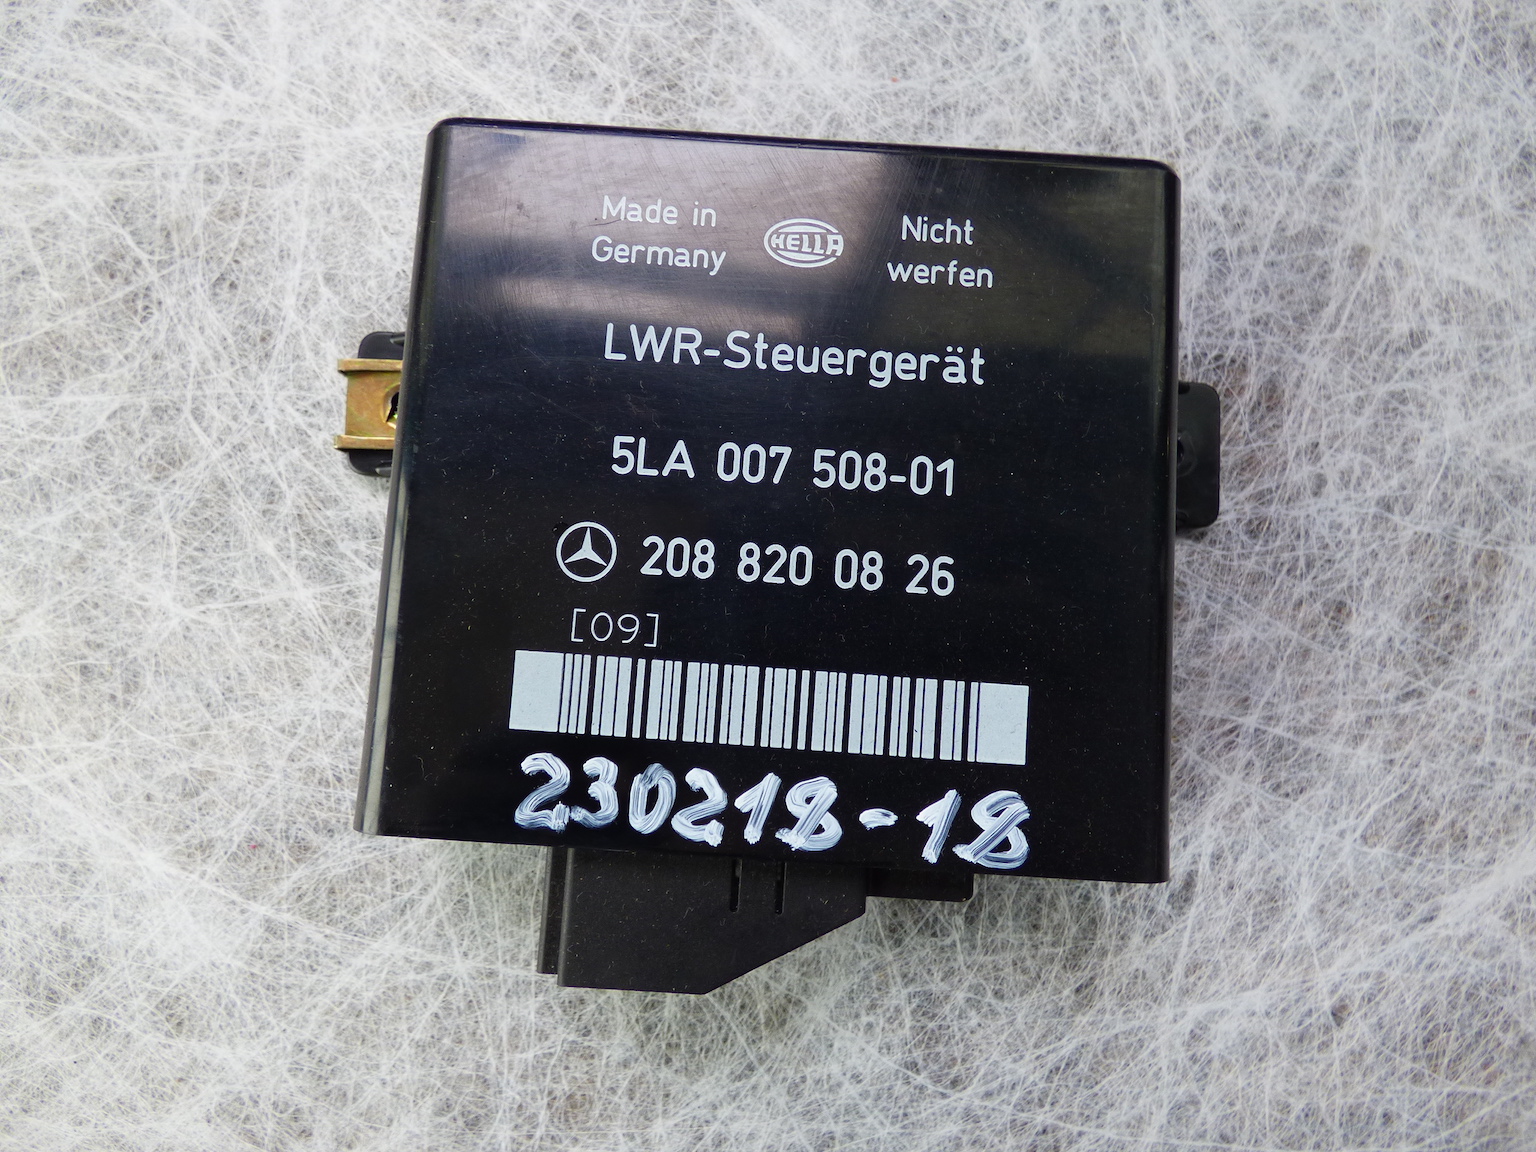 Made in
Germany
HELLA
Nicht
werfen
LWR-Steuergerät
5LA 007 508-01
208 820 08 26
[09]
230218-18